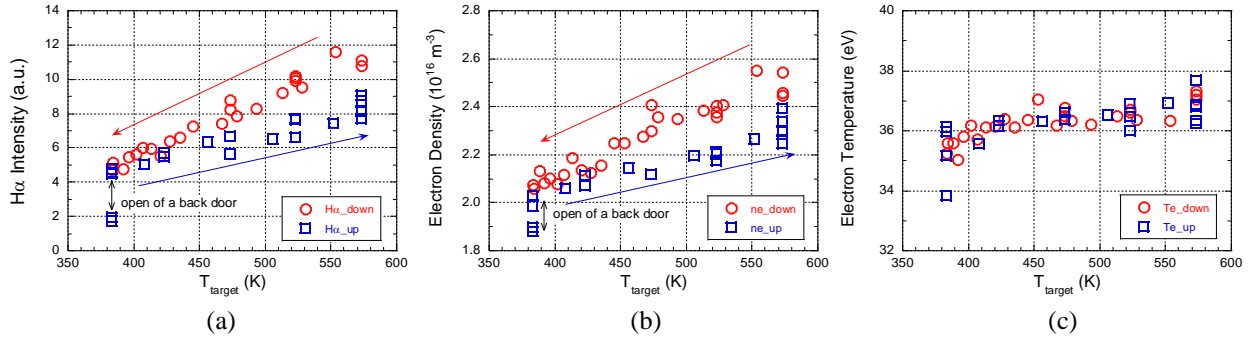 14
12
10
8
6
4
2
0
Hα Intensity (a.u.)
open of a back door
Hα_down
Hα_up
350 400 450 500 550 600
T_target (K)
(a)
2.8
2.6
2.4
2.2
2.0
1.8
Electron Density (10^16 m^-3)
open of a back door
ne_down
ne_up
350 400 450 500 550 600
T_target (K)
(b)
40
38
36
34
32
Electron Temperature (eV)
Te_down
Te_up
350 400 450 500 550 600
T_target (K)
(c)